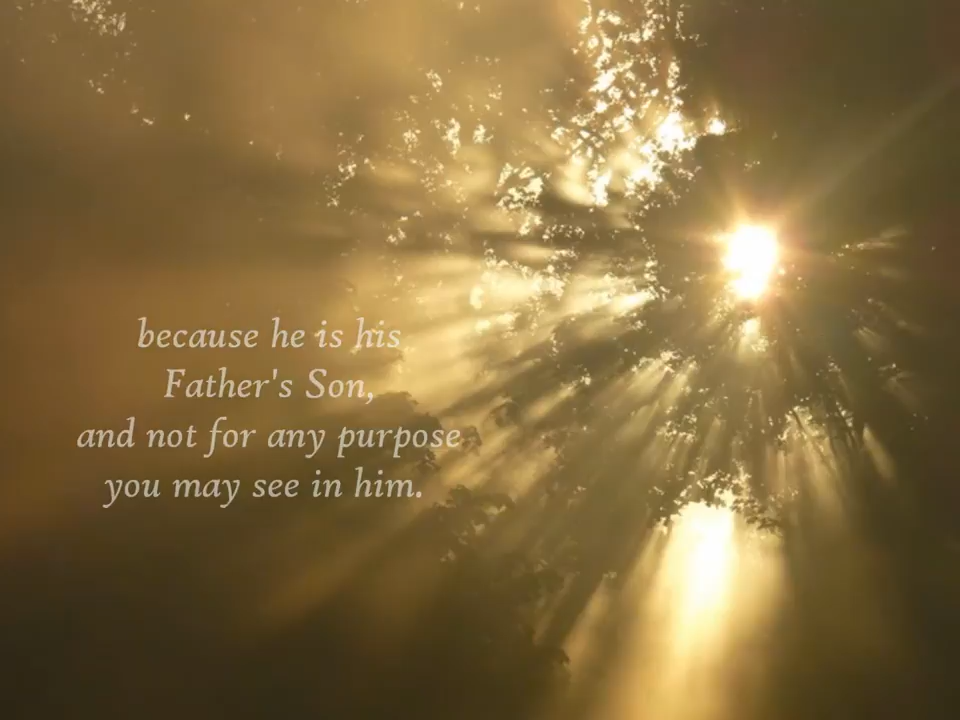 because he is his
Father's Son,
and not for any purpose
you may see in him.